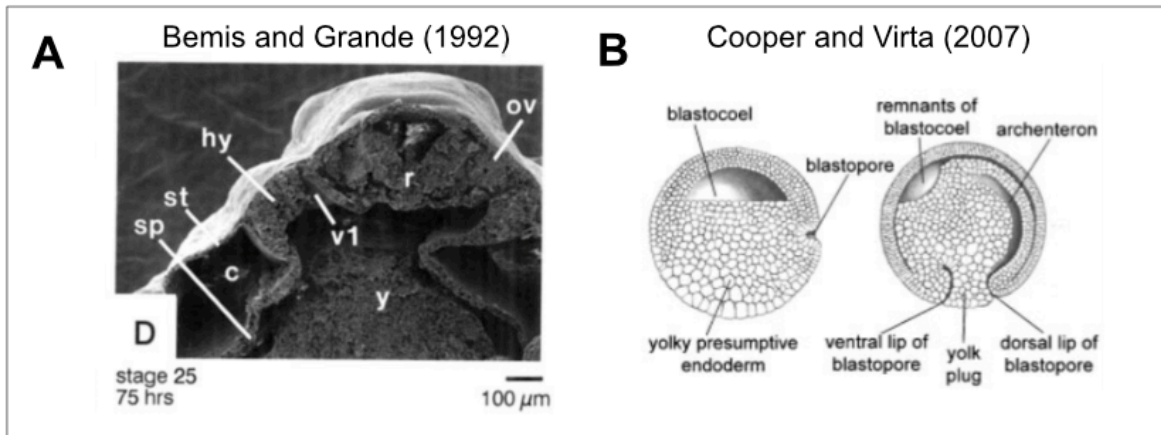 A
Bemis and Grande (1992)
hy
ov
st
sp
r
v1
c
y
D
stage 25
75 hrs
100 µm
B
Cooper and Virta (2007)
blastocoel
remnants of
blastocoel
archenteron
blastopore
yolky presumptive
endoderm
ventral lip of
blastopore
yolk
plug
dorsal lip of
blastopore